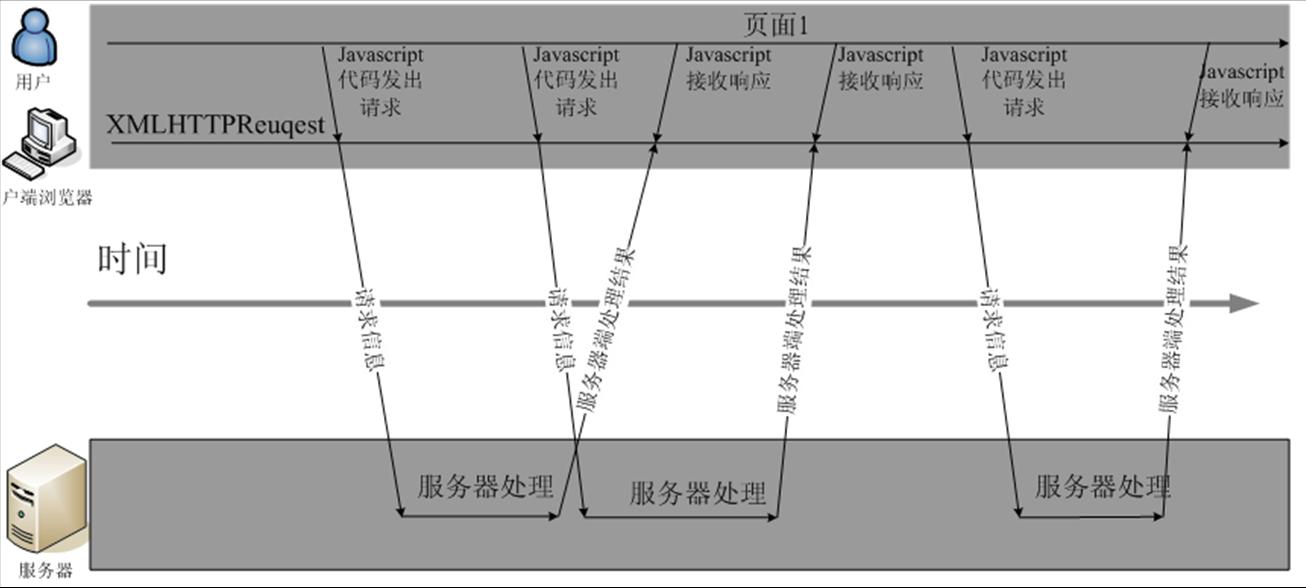 页面1
用户
Javascript
代码发出
请求
Javascript
代码发出
请求
Javascript
接收响应
Javascript
接收响应
Javascript
代码发出
请求
Javascript
接收响应
XMLHTTPReuqest
户端浏览器
时间
请求信息
请求信息
服务器端处理结果
服务器端处理结果
请求信息
服务器端处理结果
服务器处理
服务器处理
服务器处理
服务器